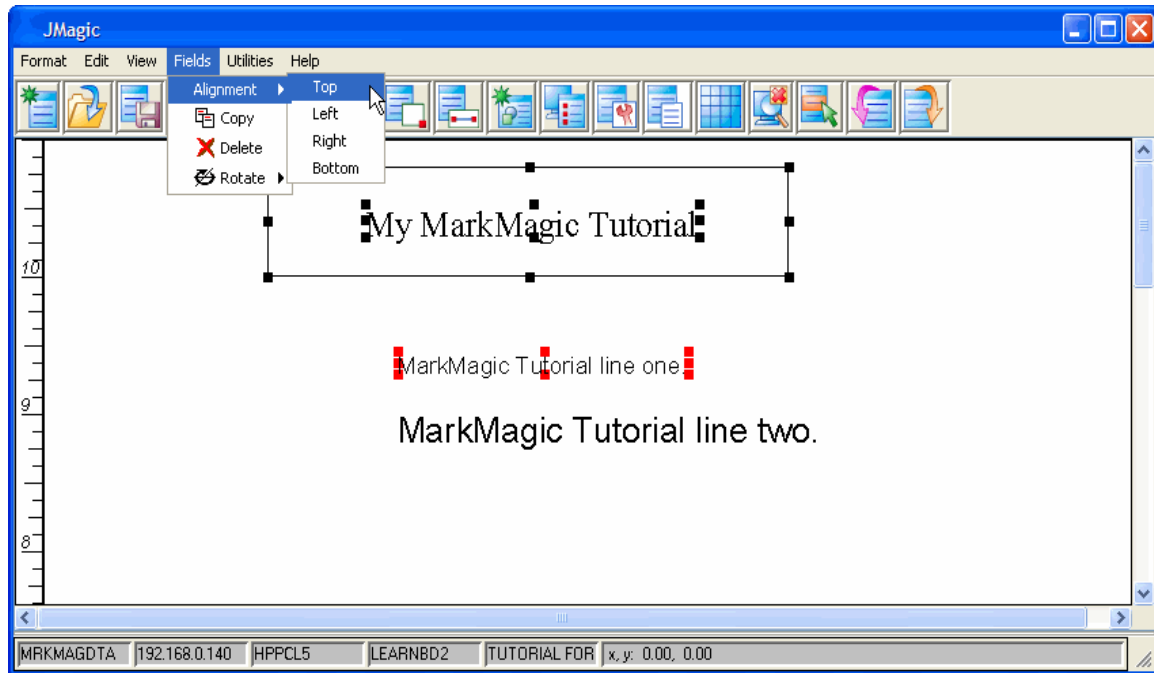 JMagic
Format Edit View Fields Utilities Help
Alignment
Copy
Delete
Rotate
Top
Left
Right
Bottom
My MarkMagic Tutorial
10
MarkMagic Tutorial line one.
9
MarkMagic Tutorial line two.
8
MRKMAGDTA 192.168.0.140 HPPCL5 LEARNBD2 TUTORIAL FOR x, y: 0.00, 0.00